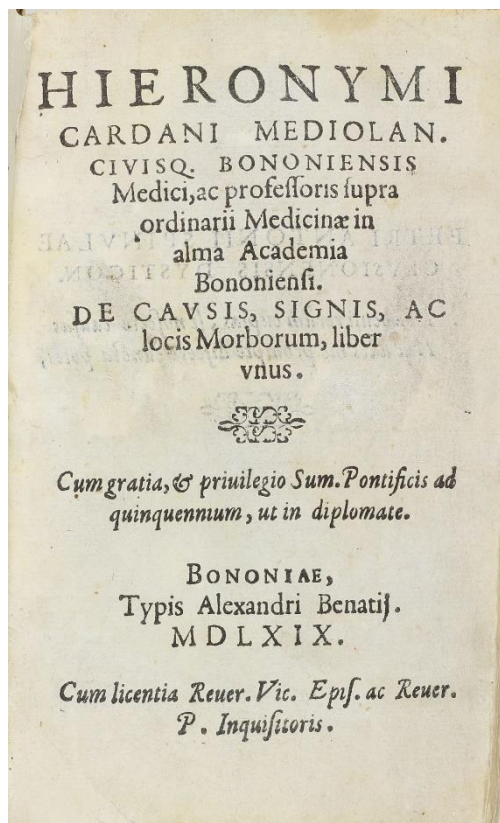 HIERONYMI
CARDANI MEDIOLAN.
CIVISQ. BONONIENSIS
Medici, ac profeſſoris ſupra
ordinarii Medicinæ in
alma Academia
Bononienſi.
DE CAVSIS, SIGNIS, AC
locis Morborum, liber
vnus.
Cum gratia, & priuilegio Sum. Pontificis ad
quinquennium, ut in diplomate.
BONONIAE,
Typis Alexandri Benatij.
MDLXIX.
Cum licentia Reuer. Vic. Epiſ. ac Reuer.
P. Inquiſitoris.